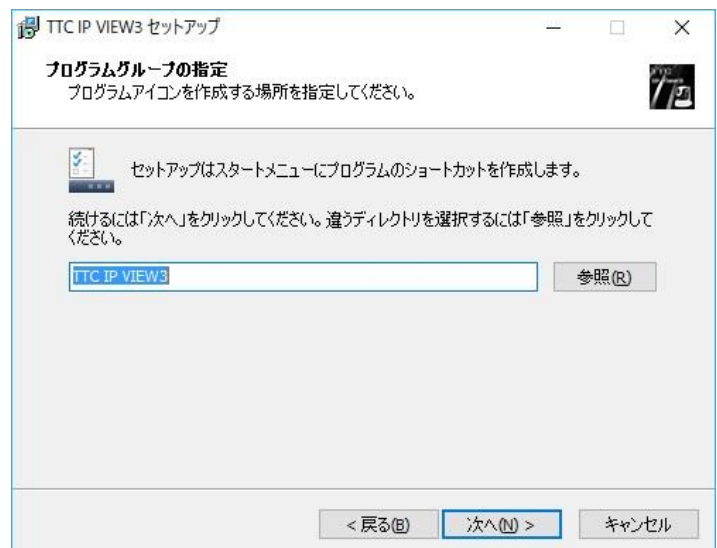 TTC IP VIEW3 セットアップ
プログラムグループの指定
プログラムアイコンを作成する場所を指定してください。
セットアップはスタートメニューにプログラムのショートカットを作成します。
続けるには「次へ」をクリックしてください。違うディレクトリを選択するには「参照」をクリックして
ください。
TTC IP VIEW3
参照(R)
< 戻る(B)
次へ(N) >
キャンセル